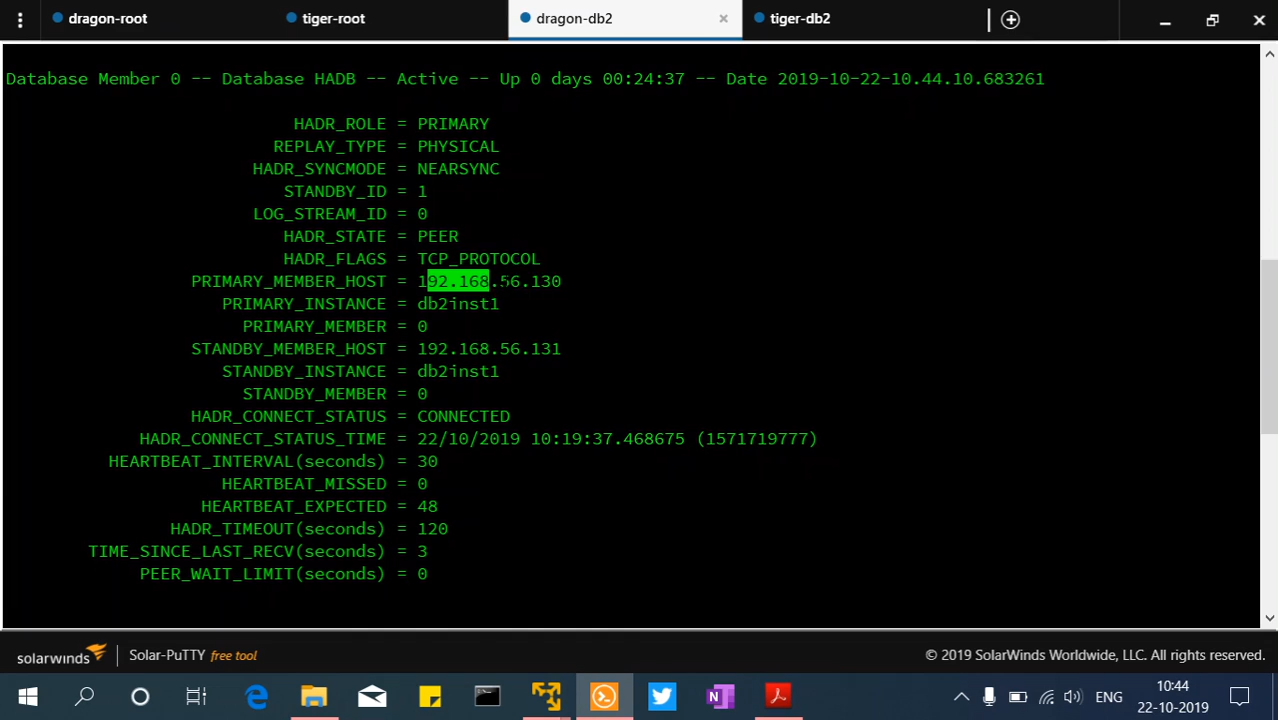 dragon-root
tiger-root
dragon-db2
tiger-db2
Database Member 0 -- Database HADB -- Active -- Up 0 days 00:24:37 -- Date 2019-10-22-10.44.10.683261
HADR_ROLE = PRIMARY
REPLAY_TYPE = PHYSICAL
HADR_SYNCMODE = NEARSYNC
STANDBY_ID = 1
LOG_STREAM_ID = 0
HADR_STATE = PEER
HADR_FLAGS = TCP_PROTOCOL
PRIMARY_MEMBER_HOST = 192.168.56.130
PRIMARY_INSTANCE = db2inst1
PRIMARY_MEMBER = 0
STANDBY_MEMBER_HOST = 192.168.56.131
STANDBY_INSTANCE = db2inst1
STANDBY_MEMBER = 0
HADR_CONNECT_STATUS = CONNECTED
HADR_CONNECT_STATUS_TIME = 22/10/2019 10:19:37.468675 (1571719777)
HEARTBEAT_INTERVAL(seconds) = 30
HEARTBEAT_MISSED = 0
HEARTBEAT_EXPECTED = 48
HADR_TIMEOUT(seconds) = 120
TIME_SINCE_LAST_RECV(seconds) = 3
PEER_WAIT_LIMIT(seconds) = 0
solarwinds Solar-PuTTY free tool © 2019 SolarWinds Worldwide, LLC. All rights reserved.
ENG
10:44
22-10-2019